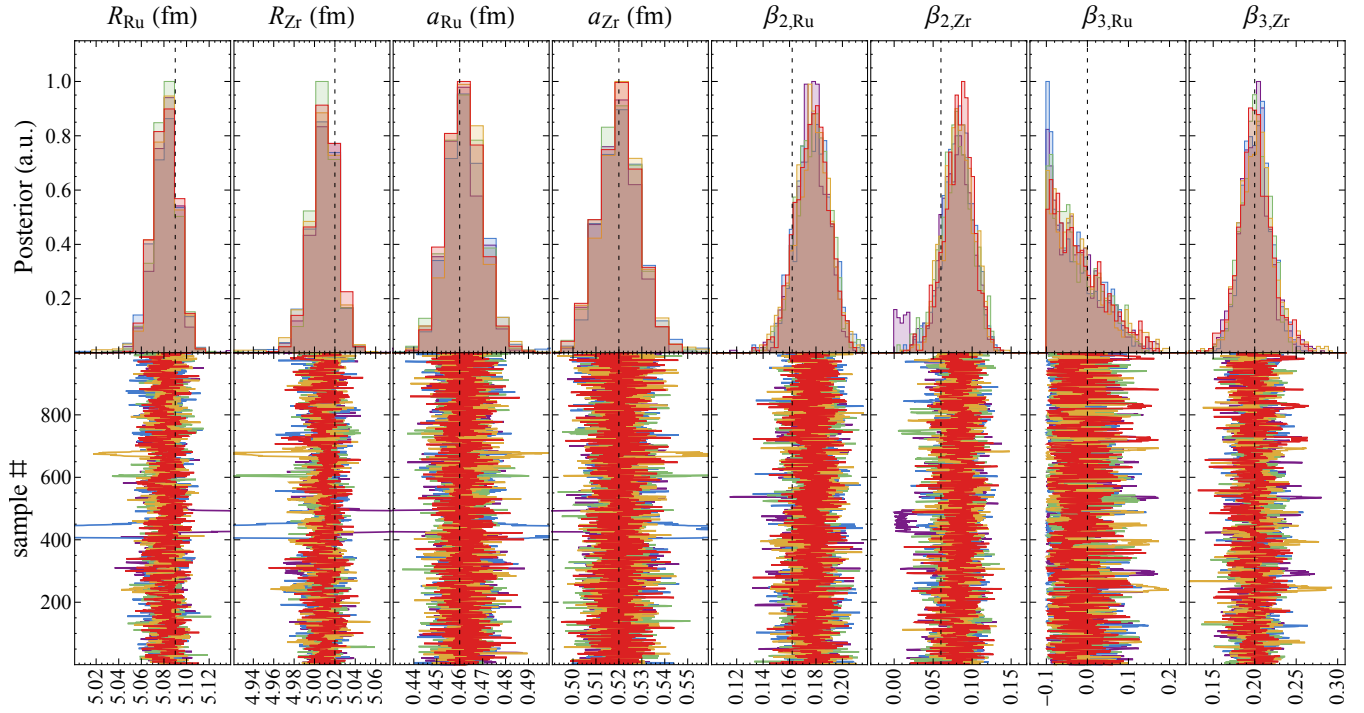 R_Ru (fm) R_Zr (fm) a_Ru (fm) a_Zr (fm) β_2,Ru β_2,Zr β_3,Ru β_3,Zr
Posterior (a.u.)
1.0
0.8
0.6
0.4
0.2
sample ⌗
800
600
400
200
5.02 5.04 5.06 5.08 5.10 5.12
4.94 4.96 4.98 5.00 5.02 5.04 5.06
0.44 0.45 0.46 0.47 0.48 0.49
0.50 0.51 0.52 0.53 0.54 0.55
0.12 0.14 0.16 0.18 0.20
0.00 0.05 0.10 0.15
−0.1 0.0 0.1 0.2
0.15 0.20 0.25 0.30